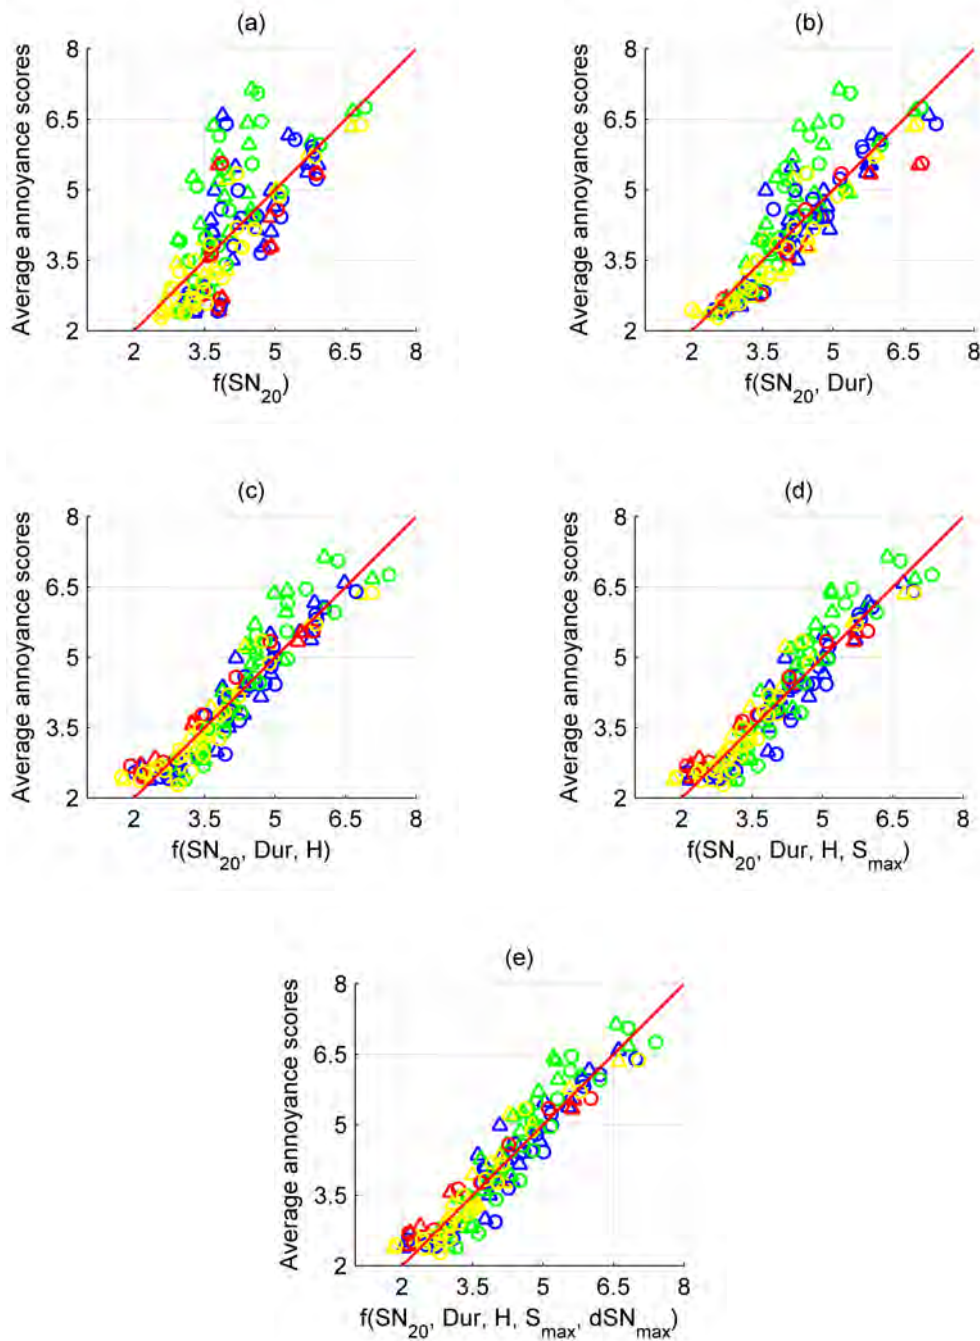 (a)
Average annoyance scores
8
6.5
5
3.5
2
2 3.5 5 6.5 8
f(SN20)
(b)
Average annoyance scores
8
6.5
5
3.5
2
2 3.5 5 6.5 8
f(SN20, Dur)
(c)
Average annoyance scores
8
6.5
5
3.5
2
2 3.5 5 6.5 8
f(SN20, Dur, H)
(d)
Average annoyance scores
8
6.5
5
3.5
2
2 3.5 5 6.5 8
f(SN20, Dur, H, Smax)
(e)
Average annoyance scores
8
6.5
5
3.5
2
2 3.5 5 6.5 8
f(SN20, Dur, H, Smax, dSNmax)